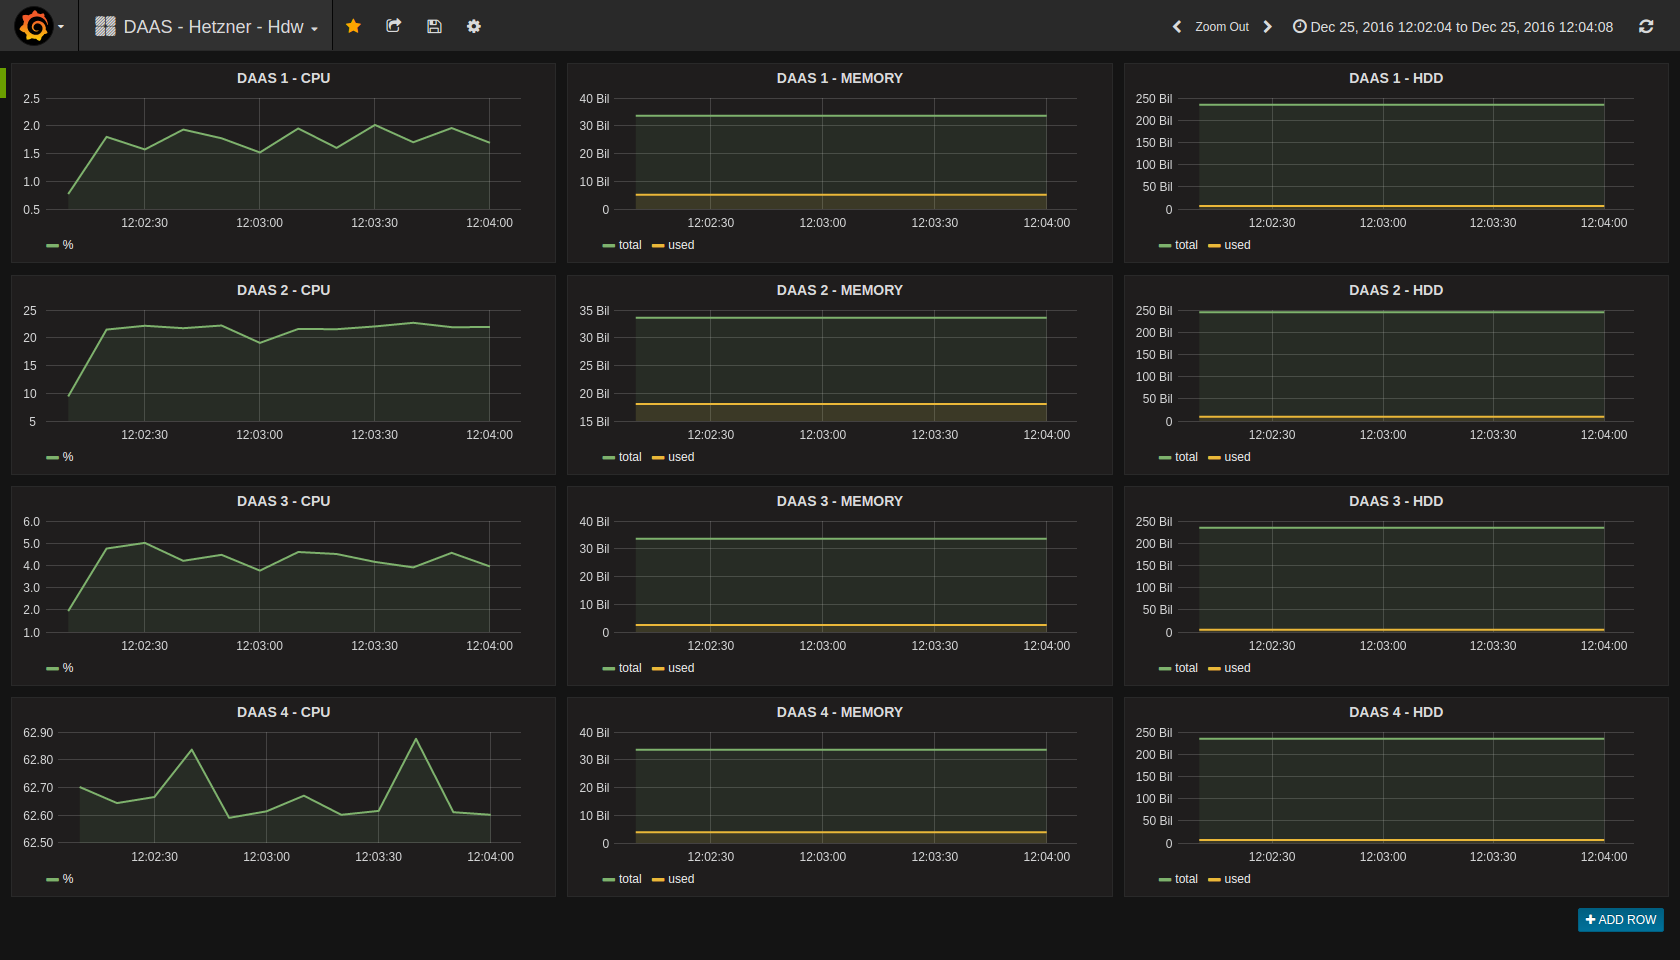 DAAS - Hetzner - Hdw
Zoom Out
Dec 25, 2016 12:02:04 to Dec 25, 2016 12:04:08
DAAS 1 - CPU
2.5
2.0
1.5
1.0
0.5
12:02:30 12:03:00 12:03:30 12:04:00
%
DAAS 1 - MEMORY
40 Bil
30 Bil
20 Bil
10 Bil
0
12:02:30 12:03:00 12:03:30 12:04:00
total used
DAAS 1 - HDD
250 Bil
200 Bil
150 Bil
100 Bil
50 Bil
0
12:02:30 12:03:00 12:03:30 12:04:00
total used
DAAS 2 - CPU
25
20
15
10
5
12:02:30 12:03:00 12:03:30 12:04:00
%
DAAS 2 - MEMORY
35 Bil
30 Bil
25 Bil
20 Bil
15 Bil
12:02:30 12:03:00 12:03:30 12:04:00
total used
DAAS 2 - HDD
250 Bil
200 Bil
150 Bil
100 Bil
50 Bil
0
12:02:30 12:03:00 12:03:30 12:04:00
total used
DAAS 3 - CPU
6.0
5.0
4.0
3.0
2.0
1.0
12:02:30 12:03:00 12:03:30 12:04:00
%
DAAS 3 - MEMORY
40 Bil
30 Bil
20 Bil
10 Bil
0
12:02:30 12:03:00 12:03:30 12:04:00
total used
DAAS 3 - HDD
250 Bil
200 Bil
150 Bil
100 Bil
50 Bil
0
12:02:30 12:03:00 12:03:30 12:04:00
total used
DAAS 4 - CPU
62.90
62.80
62.70
62.60
62.50
12:02:30 12:03:00 12:03:30 12:04:00
%
DAAS 4 - MEMORY
40 Bil
30 Bil
20 Bil
10 Bil
0
12:02:30 12:03:00 12:03:30 12:04:00
total used
DAAS 4 - HDD
250 Bil
200 Bil
150 Bil
100 Bil
50 Bil
0
12:02:30 12:03:00 12:03:30 12:04:00
total used
ADD ROW